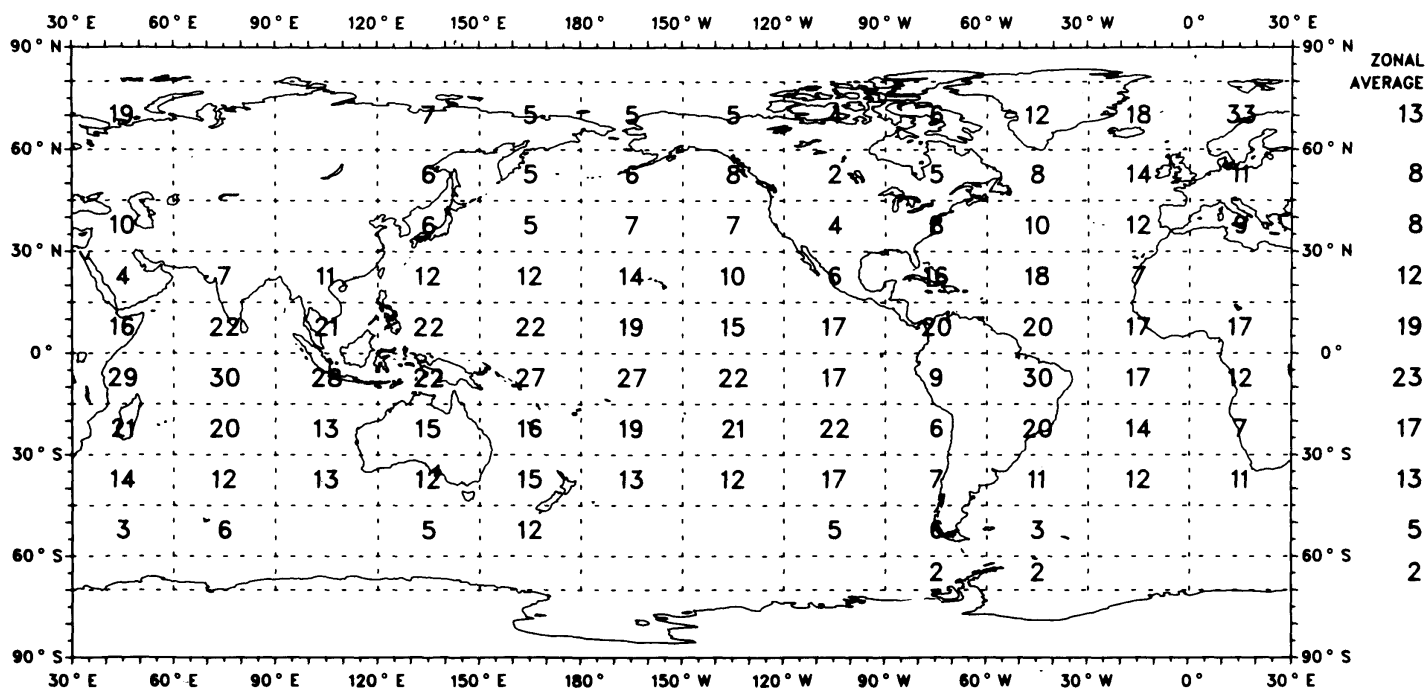 30° E 60° E 90° E 120° E 150° E 180° 150° W 120° W 90° W 60° W 30° W 0° 30° E
90° N 90° N
ZONAL
AVERAGE
19 7 5 5 5 4 6 12 18 33 13
60° N 60° N
6 5 6 8 2 5 8 14 11 8
10 6 5 7 7 4 8 10 12 9 8
30° N 30° N
4 7 11 12 12 14 10 6 16 18 7 12
16 22 21 22 22 19 15 17 20 20 17 17 19
0° 0°
29 30 28 22 27 27 22 17 9 30 17 12 23
21 20 13 15 16 19 21 22 6 20 14 7 17
30° S 30° S
14 12 13 12 15 13 12 17 7 11 12 11 13
3 6 5 12 5 6 3 5
60° S 60° S
2 2 2
90° S 90° S
30° E 60° E 90° E 120° E 150° E 180° 150° W 120° W 90° W 60° W 30° W 0° 30° E